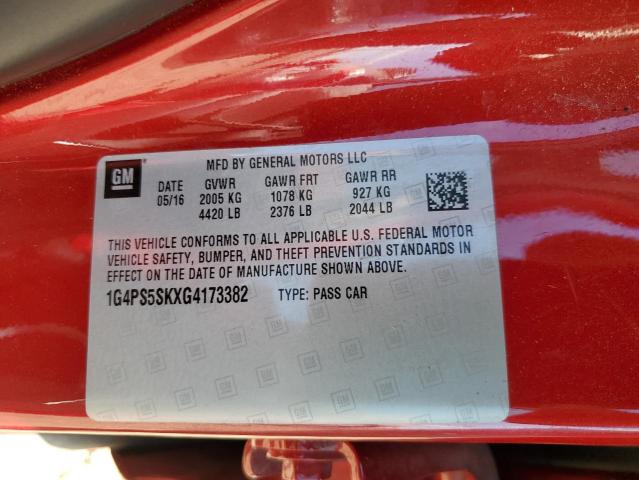 GM
MFD BY GENERAL MOTORS LLC
DATE GVWR GAWR FRT GAWR RR
05/16 2005 KG 1078 KG 927 KG
4420 LB 2376 LB 2044 LB
THIS VEHICLE CONFORMS TO ALL APPLICABLE U.S. FEDERAL MOTOR
VEHICLE SAFETY, BUMPER, AND THEFT PREVENTION STANDARDS IN
EFFECT ON THE DATE OF MANUFACTURE SHOWN ABOVE.
1G4PS5SKXG4173382 TYPE: PASS CAR